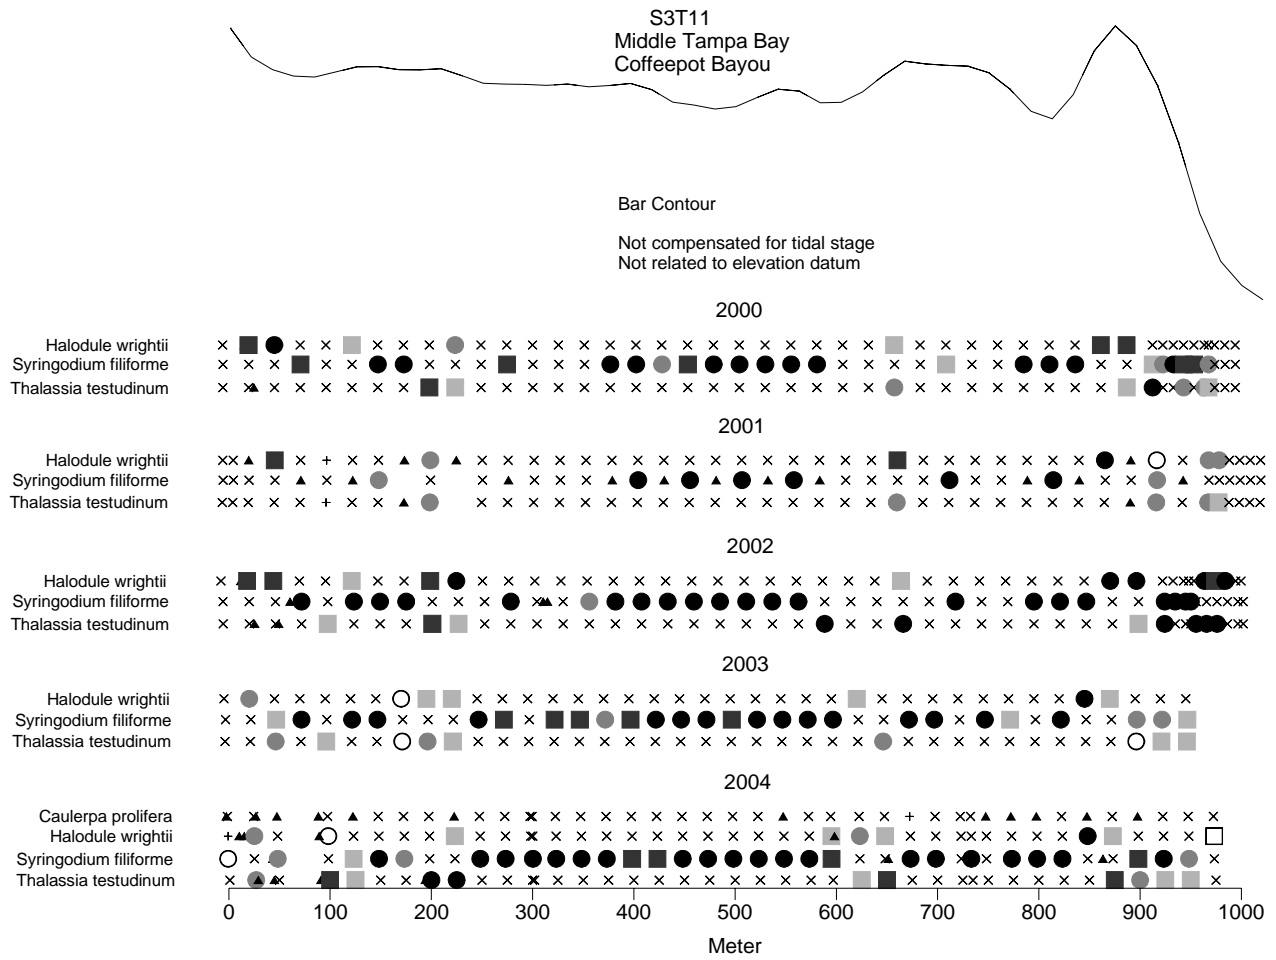 S3T11
Middle Tampa Bay
Coffeepot Bayou
Bar Contour
Not compensated for tidal stage
Not related to elevation datum
2000
Halodule wrightii
Syringodium filiforme
Thalassia testudinum
2001
Halodule wrightii
Syringodium filiforme
Thalassia testudinum
2002
Halodule wrightii
Syringodium filiforme
Thalassia testudinum
2003
Halodule wrightii
Syringodium filiforme
Thalassia testudinum
2004
Caulerpa prolifera
Halodule wrightii
Syringodium filiforme
Thalassia testudinum
0 100 200 300 400 500 600 700 800 900 1000
Meter